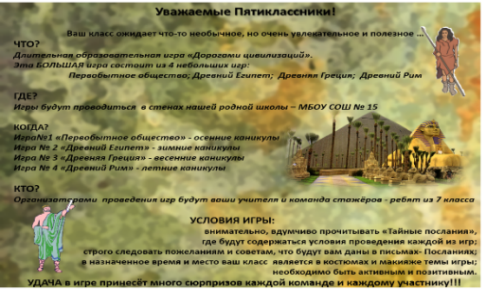 Уважаемые Пятиклассники!
Ваш класс ожидает что-то необычное, но очень увлекательное и полезное ...
ЧТО?
Длительная образовательная игра «Дорогами цивилизаций».
Эта БОЛЬШАЯ игра состоит из 4 небольших игр:
Первобытное общество; Древний Египет; Древняя Греция; Древний Рим
ГДЕ?
Игры будут проводиться в стенах нашей родной школы – МБОУ СОШ № 15
КОГДА?
Игра№1 «Первобытное общество» - осенние каникулы
Игра № 2 «Древний Египет» - зимние каникулы
Игра № 3 «Древняя Греция» - весенние каникулы
Игра № 4 «Древний Рим» - летние каникулы
КТО?
Организаторами проведения игр будут ваши учителя и команда стажёров - ребят из 7 класса
УСЛОВИЯ ИГРЫ:
внимательно, вдумчиво прочитывать «Тайные послания»,
где будут содержаться условия проведения каждой из игр;
строго следовать пожеланиям и советам, что будут вам даны в письмах- Посланиях;
в назначенное время и место ваш класс является в костюмах и макияже темы игры;
необходимо быть активным и позитивным.
УДАЧА в игре принесёт много сюрпризов каждой команде и каждому участнику!!!